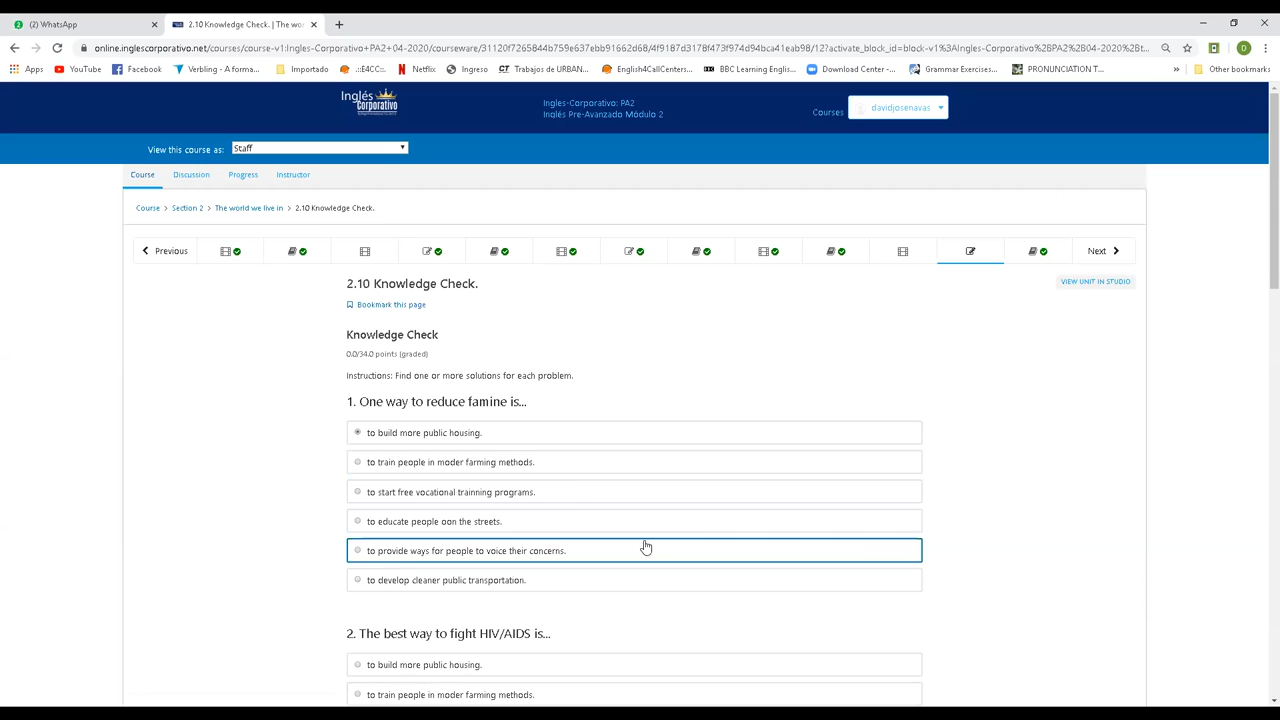 (2) WhatsApp
2.10 Knowledge Check. | The wor
online.inglescorporativo.net/courses/course-v1:Ingles-Corporativo+PA2+04-2020/courseware/31120f7265844b759e637ebb91662d68/4f9187d3178f473f974d94bca41eab98/12?activate_block_id=block-v1%3AIngles-Corporativo%2BPA2%2B04-2020%2Bt...
Apps YouTube Facebook Verbling - A forma... Importado .::E4CC::. Netflix Ingreso Trabajos de URBAN... English4CallCenters... BBC Learning English... Download Center -... Grammar Exercises... PRONUNCIATION T... » Other bookmarks
Inglés Corporativo
Ingles-Corporativo: PA2
Inglés Pre-Avanzado Módulo 2
Courses davidjosenavas
View this course as: Staff
Course Discussion Progress Instructor
Course > Section 2 > The world we live in > 2.10 Knowledge Check.
Previous Next
2.10 Knowledge Check.
VIEW UNIT IN STUDIO
Bookmark this page
Knowledge Check
0.0/34.0 points (graded)
Instructions: Find one or more solutions for each problem.
1. One way to reduce famine is...
to build more public housing.
to train people in moder farming methods.
to start free vocational trainning programs.
to educate people oon the streets.
to provide ways for people to voice their concerns.
to develop cleaner public transportation.
2. The best way to fight HIV/AIDS is...
to build more public housing.
to train people in moder farming methods.